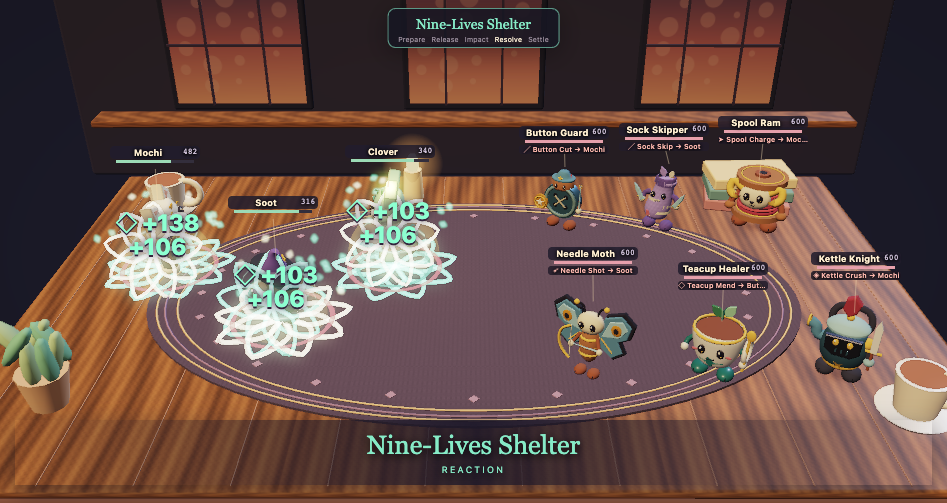 Nine-Lives Shelter
Prepare Release Impact Resolve Settle
Mochi 482
Clover 340
Soot 316
Button Guard 600
Button Cut → Mochi
Sock Skipper 600
Sock Skip → Soot
Spool Ram 600
Spool Charge → Moc...
+138
+106
+103
+106
+103
+106
Needle Moth 600
Needle Shot → Soot
Teacup Healer 600
Teacup Mend → But...
Kettle Knight 600
Kettle Crush → Mochi
Nine-Lives Shelter
REACTION